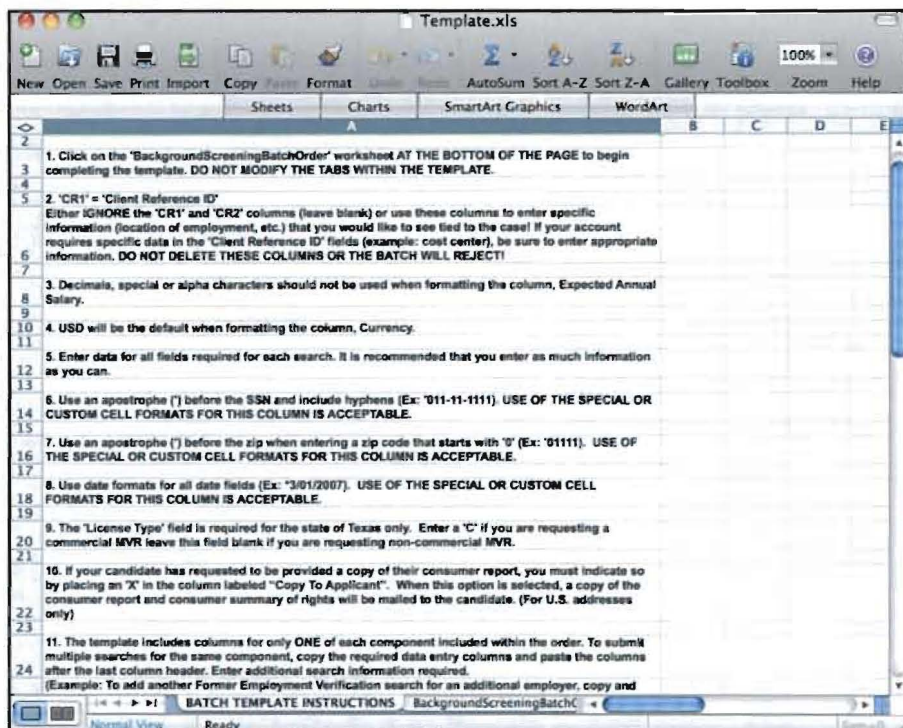 Template.xls
New Open Save Print Import Copy Paste Format Undo Redo AutoSum Sort A-Z Sort Z-A Gallery Toolbox Zoom Help
100%
Sheets Charts SmartArt Graphics WordArt
A B C D E
2
1. Click on the 'BackgroundScreeningBatchOrder' worksheet AT THE BOTTOM OF THE PAGE to begin
3 completing the template. DO NOT MODIFY THE TABS WITHIN THE TEMPLATE.
4
5 2. 'CR1' = 'Client Reference ID'
Either IGNORE the 'CR1' and 'CR2' columns (leave blank) or use these columns to enter specific
information (location of employment, etc.) that you would like to see tied to the case! If your account
requires specific data in the 'Client Reference ID' fields (example: cost center), be sure to enter appropriate
6 information. DO NOT DELETE THESE COLUMNS OR THE BATCH WILL REJECT!
7
3. Decimals, special or alpha characters should not be used when formatting the column, Expected Annual
8 Salary.
9
10 4. USD will be the default when formatting the column, Currency.
11
5. Enter data for all fields required for each search. It is recommended that you enter as much information
12 as you can.
13
6. Use an apostrophe (') before the SSN and include hyphens (Ex: '011-11-1111). USE OF THE SPECIAL OR
14 CUSTOM CELL FORMATS FOR THIS COLUMN IS ACCEPTABLE.
15
7. Use an apostrophe (') before the zip when entering a zip code that starts with '0' (Ex: '01111). USE OF
16 THE SPECIAL OR CUSTOM CELL FORMATS FOR THIS COLUMN IS ACCEPTABLE.
17
8. Use date formats for all date fields (Ex: *3/01/2007). USE OF THE SPECIAL OR CUSTOM CELL
18 FORMATS FOR THIS COLUMN IS ACCEPTABLE.
19
9. The 'License Type' field is required for the state of Texas only. Enter a 'C' if you are requesting a
20 commercial MVR leave this field blank if you are requesting non-commercial MVR.
21
10. If your candidate has requested to be provided a copy of their consumer report, you must indicate so
by placing an 'X' in the column labeled "Copy To Applicant". When this option is selected, a copy of the
consumer report and consumer summary of rights will be mailed to the candidate. (For U.S. addresses
22 only)
23
11. The template includes columns for only ONE of each component included within the order. To submit
multiple searches for the same component, copy the required data entry columns and paste the columns
24 after the last column header. Enter additional search information required.
(Example: To add another Former Employment Verification search for an additional employer, copy and
BATCH TEMPLATE INSTRUCTIONS BackgroundScreeningBatchO
Normal View Ready